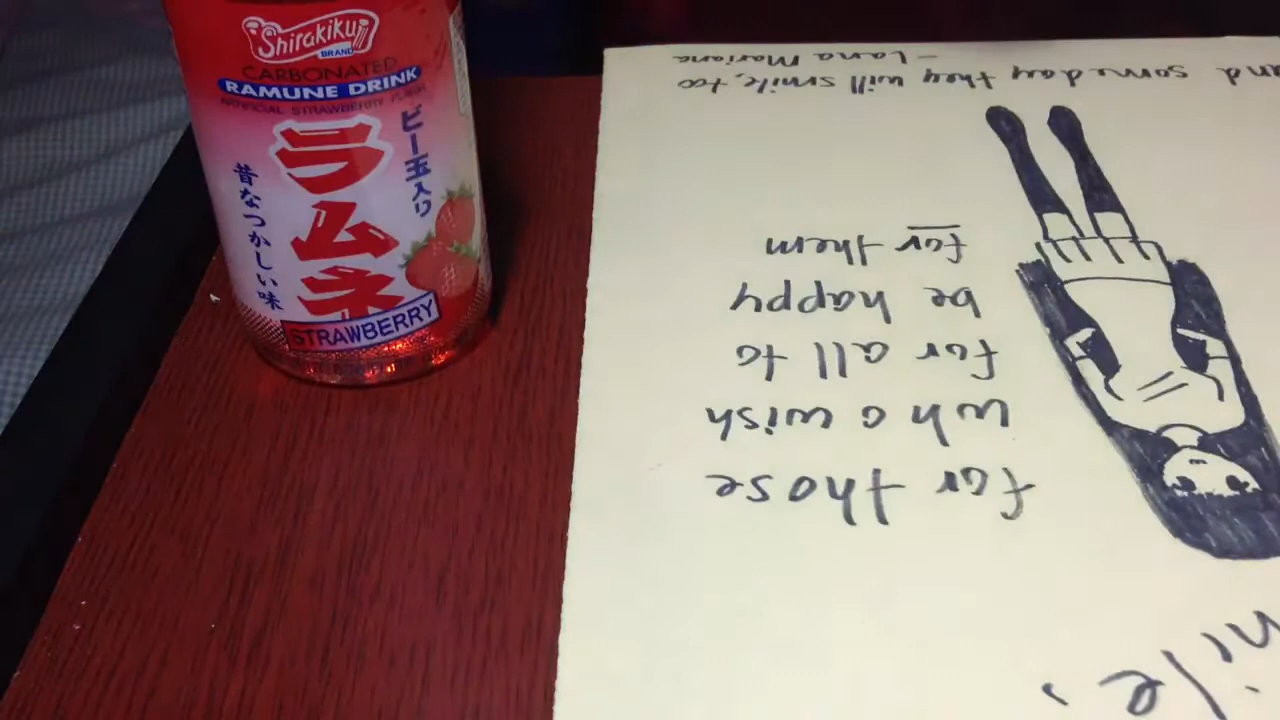 Shirakiku
BRAND
CARBONATED
RAMUNE DRINK
ARTIFICIAL STRAWBERRY FLAVOR
ラムネ
ビー玉入り
昔なつかしい味
STRAWBERRY
mile,
for those
who wish
for all to
be happy
for them
and someday they will smile, too
- Lana Mariana